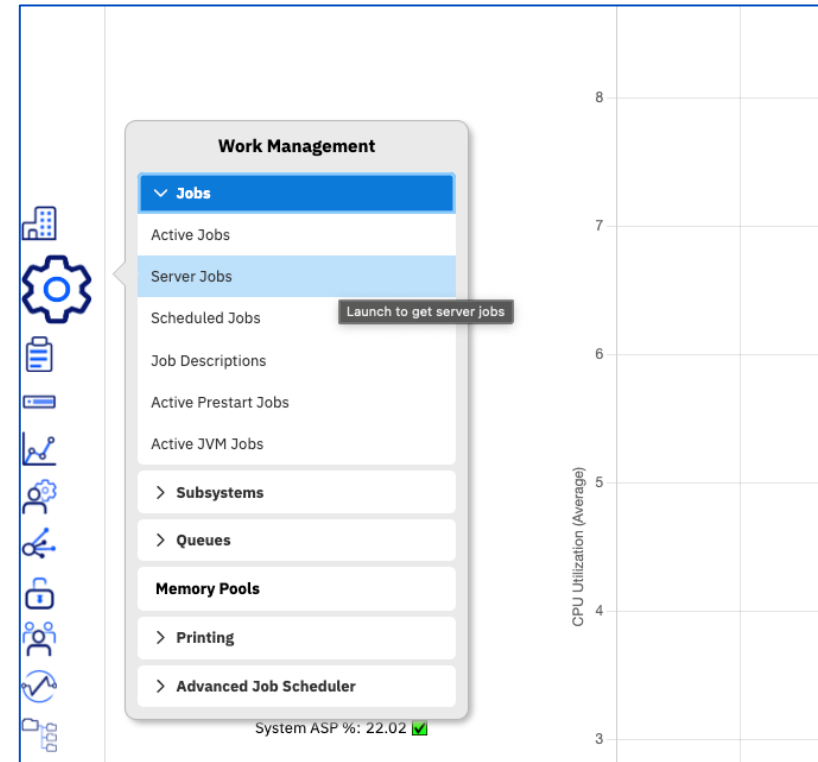 Work Management
Jobs
Active Jobs
Server Jobs
Launch to get server jobs
Scheduled Jobs
Job Descriptions
Active Prestart Jobs
Active JVM Jobs
Subsystems
Queues
Memory Pools
Printing
Advanced Job Scheduler
System ASP %: 22.02
CPU Utilization (Average)
8
7
6
5
4
3